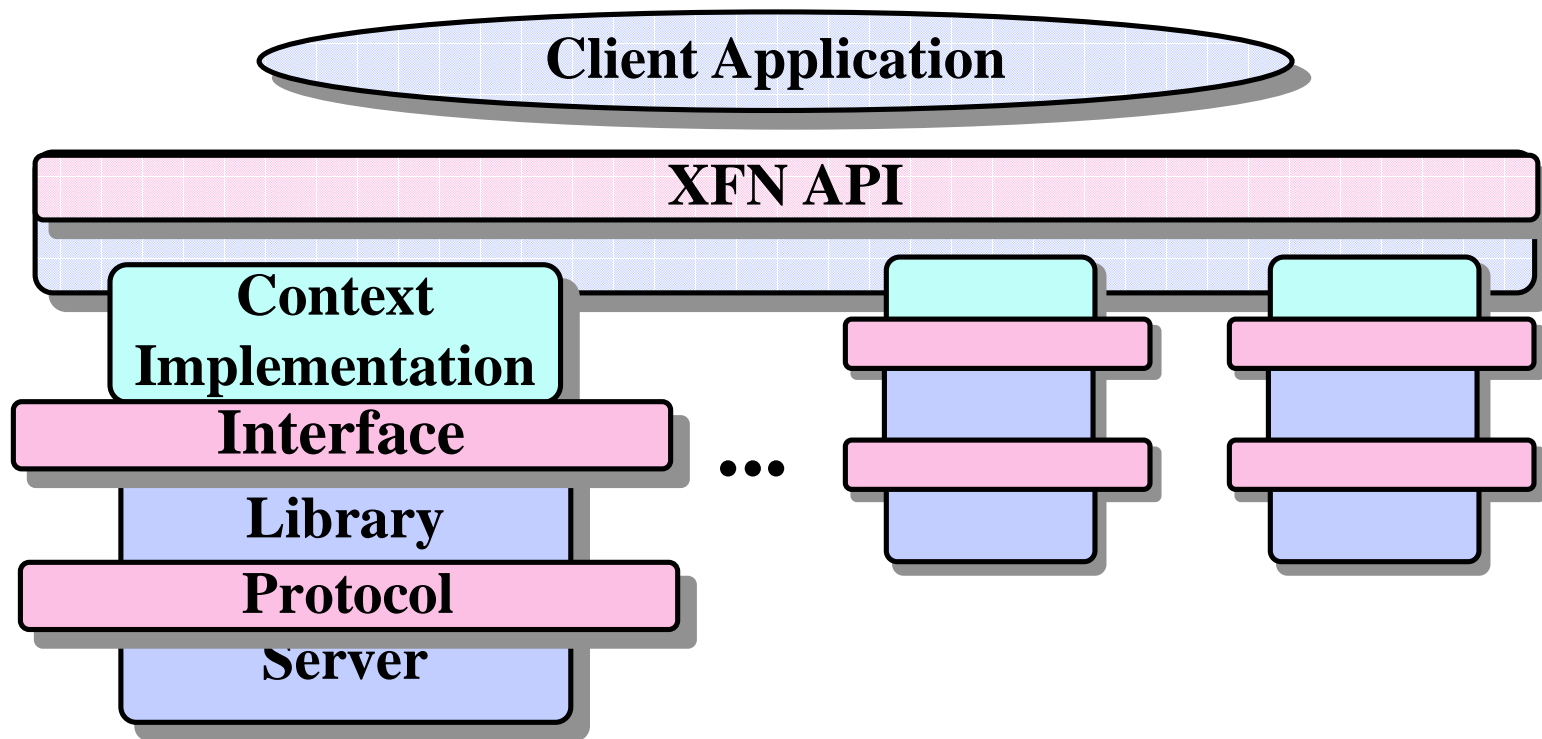 Client Application
XFN API
Context
Implementation
Interface
Library
Protocol
Server
...